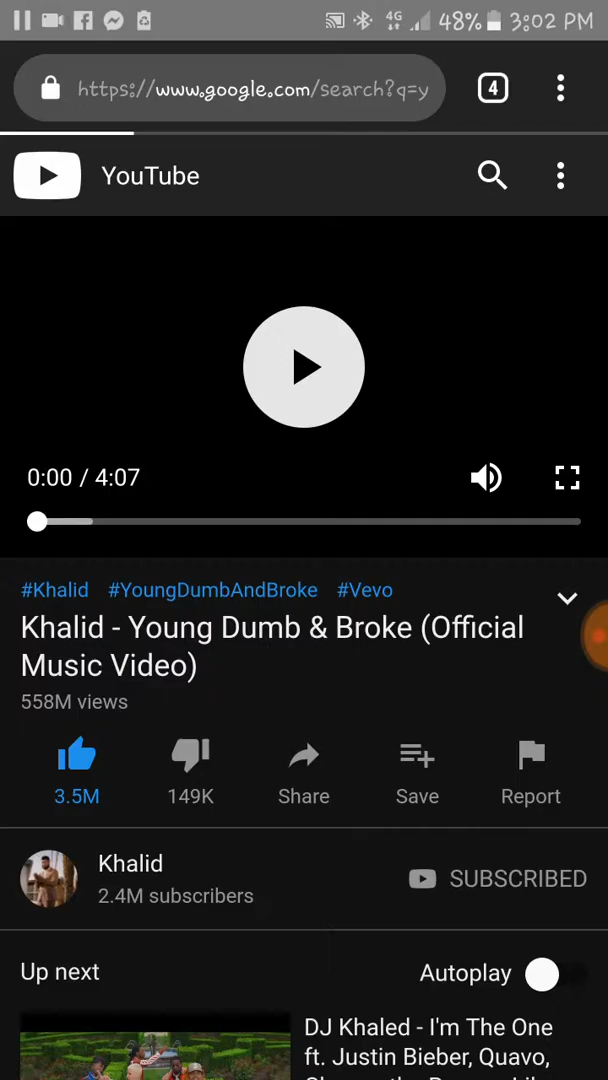 4G 48% 3:02 PM
https://www.google.com/search?q=y 4
YouTube
0:00 / 4:07
#Khalid #YoungDumbAndBroke #Vevo
Khalid - Young Dumb & Broke (Official
Music Video)
558M views
3.5M 149K Share Save Report
Khalid
2.4M subscribers
SUBSCRIBED
Up next Autoplay
DJ Khaled - I'm The One
ft. Justin Bieber, Quavo,